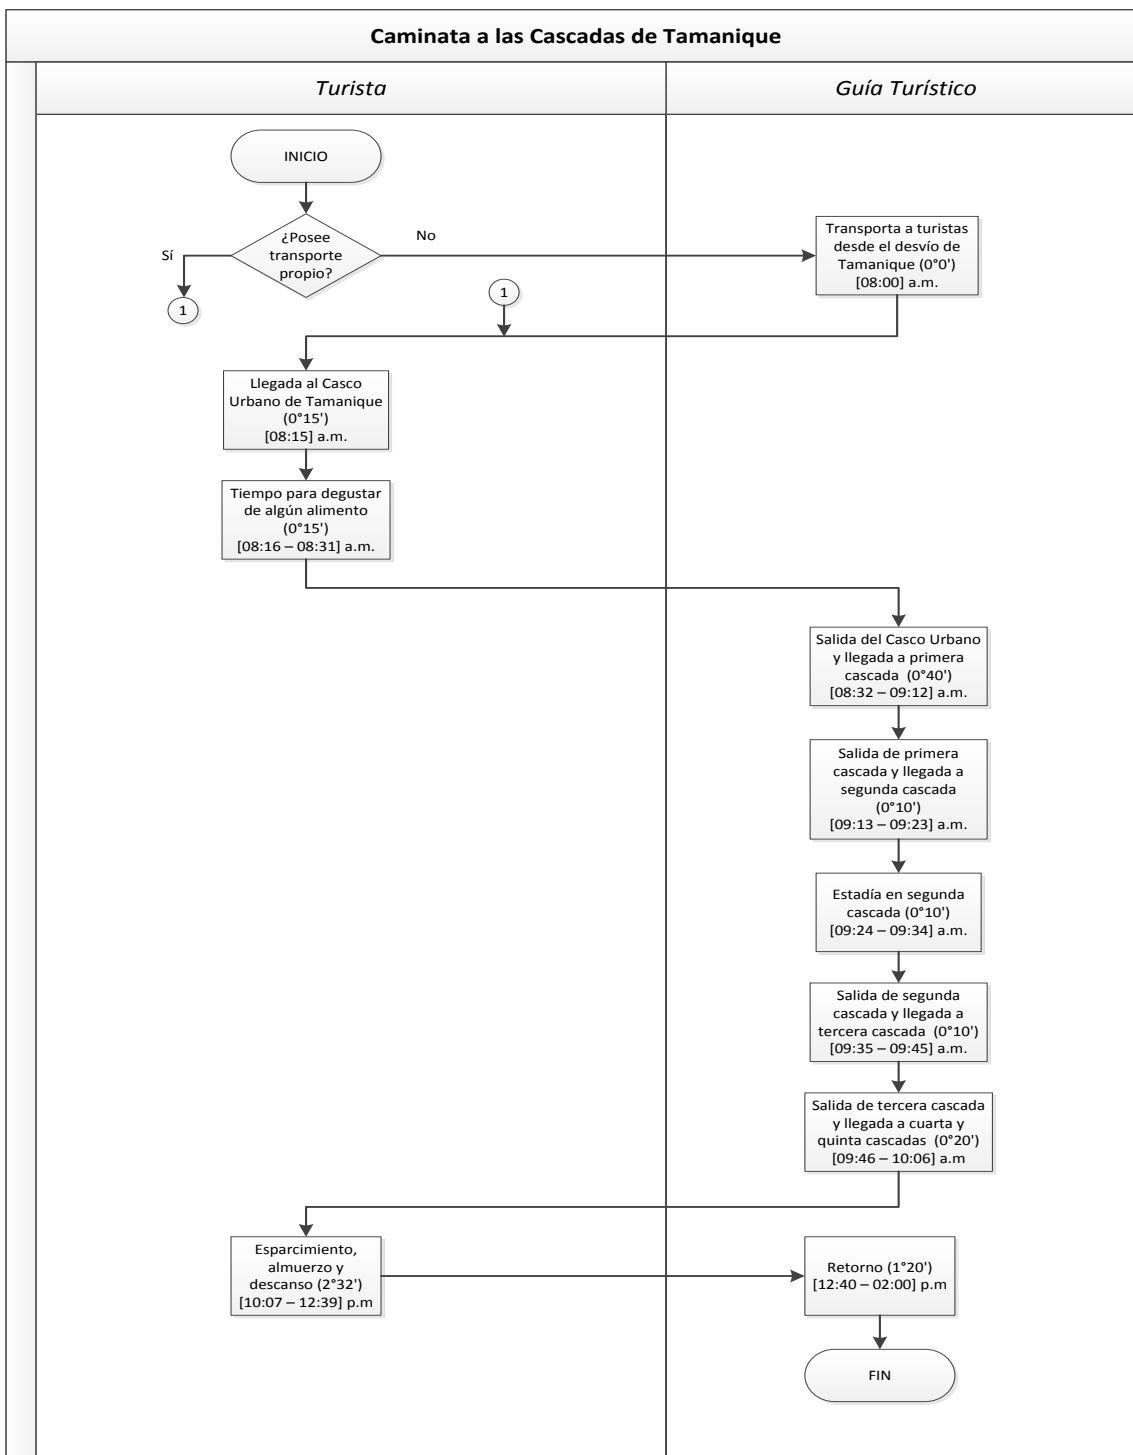 Caminata a las Cascadas de Tamanique
Turista
Guía Turístico
INICIO
¿Posee
transporte
propio?
Sí
No
1
Transporta a turistas
desde el desvío de
Tamanique (0°0')
[08:00] a.m.
1
Llegada al Casco
Urbano de Tamanique
(0°15')
[08:15] a.m.
Tiempo para degustar
de algún alimento
(0°15')
[08:16 – 08:31] a.m.
Salida del Casco Urbano
y llegada a primera
cascada (0°40')
[08:32 – 09:12] a.m.
Salida de primera
cascada y llegada a
segunda cascada
(0°10')
[09:13 – 09:23] a.m.
Estadía en segunda
cascada (0°10')
[09:24 – 09:34] a.m.
Salida de segunda
cascada y llegada a
tercera cascada (0°10')
[09:35 – 09:45] a.m.
Salida de tercera cascada
y llegada a cuarta y
quinta cascadas (0°20')
[09:46 – 10:06] a.m
Esparcimiento,
almuerzo y
descanso (2°32')
[10:07 – 12:39] p.m
Retorno (1°20')
[12:40 – 02:00] p.m
FIN